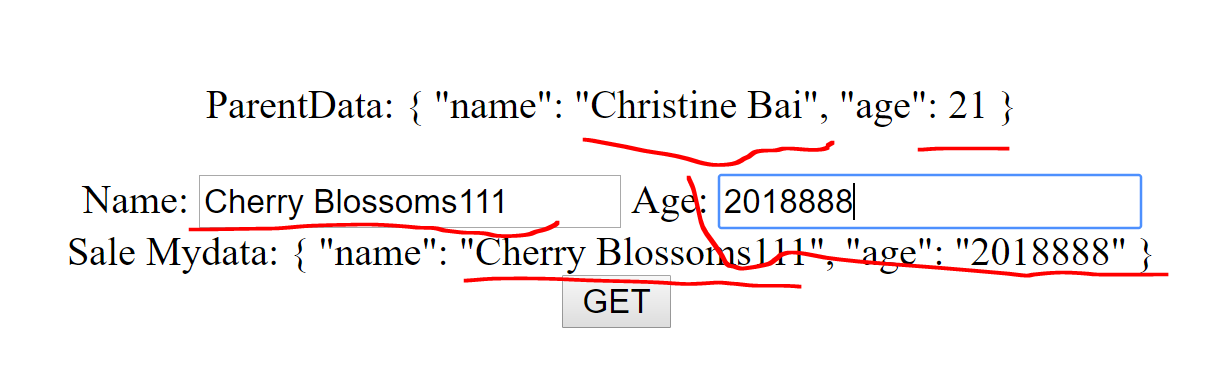 ParentData: { "name": "Christine Bai", "age": 21 }
Name: Cherry Blossoms111 Age: 2018888
Sale Mydata: { "name": "Cherry Blossoms111", "age": "2018888" }
GET